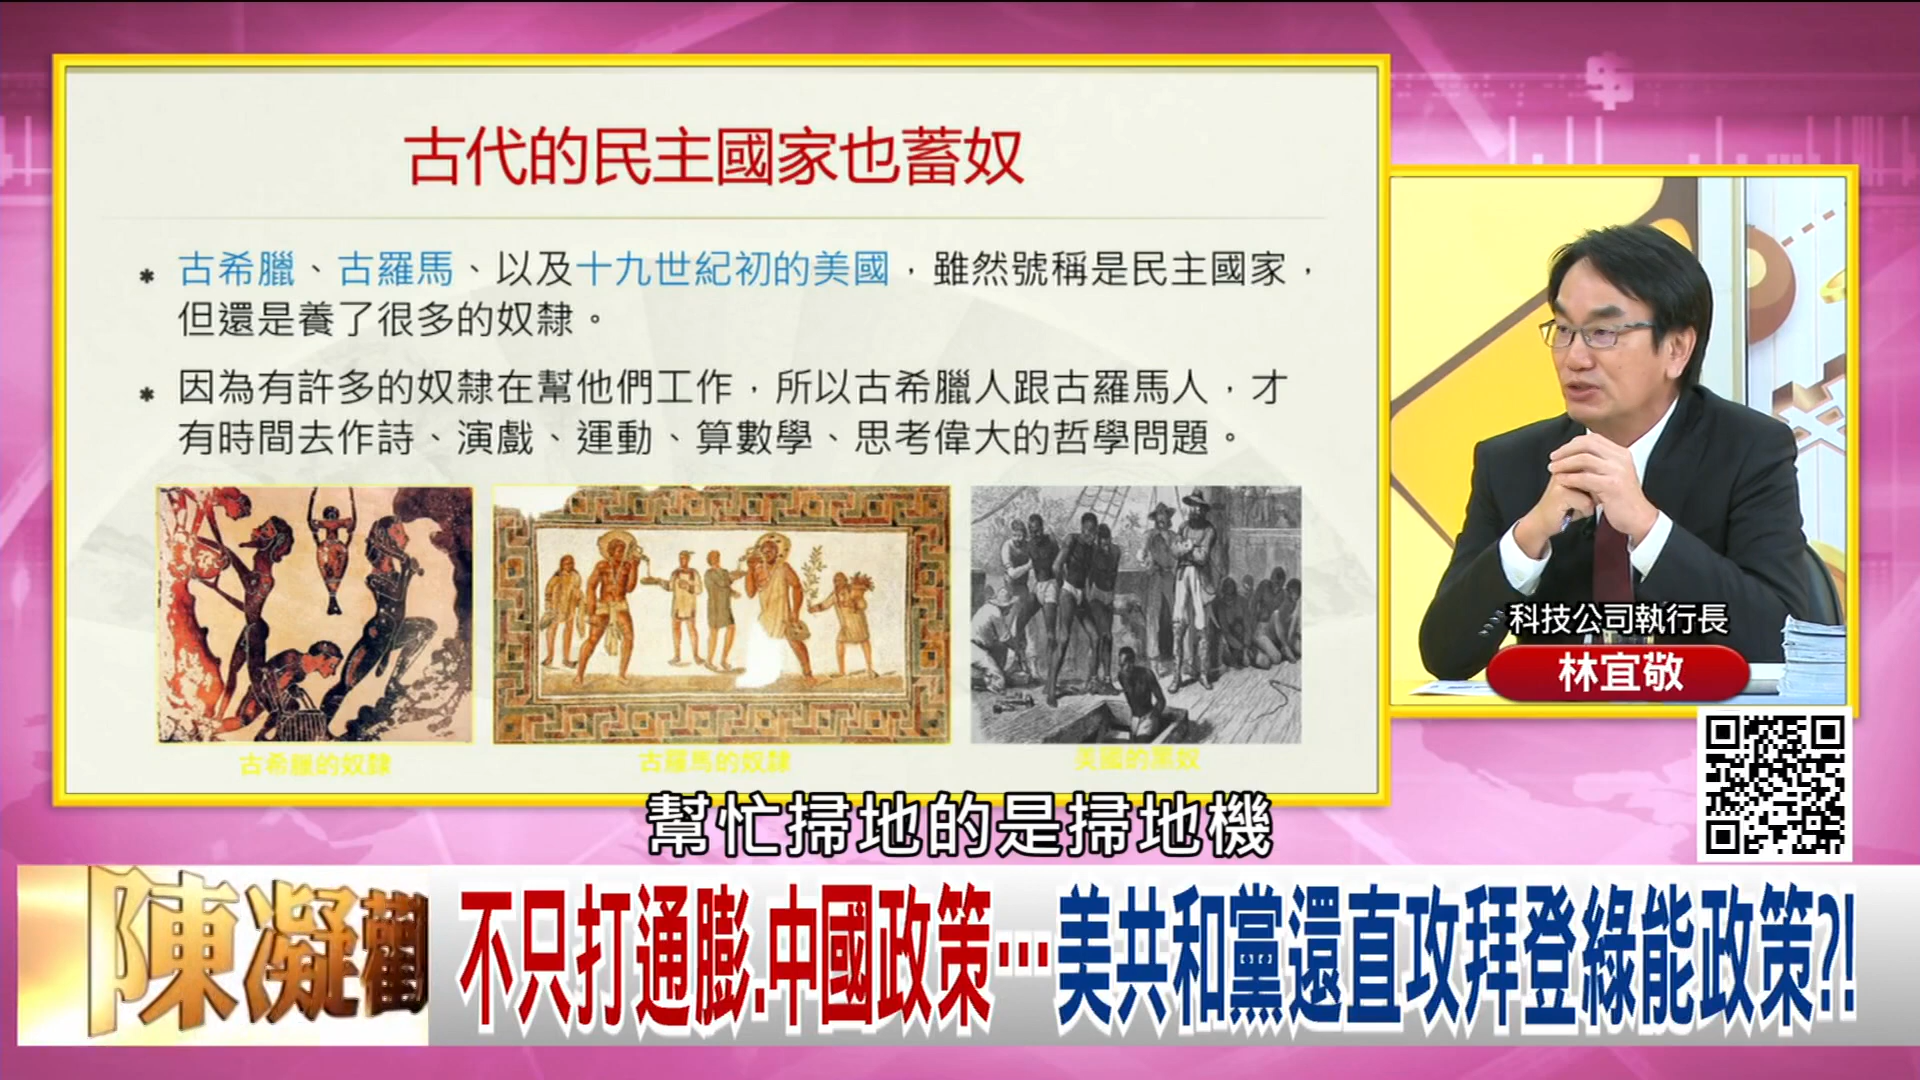 古代的民主國家也蓄奴
* 古希臘、古羅馬、以及十九世紀初的美國，雖然號稱是民主國家，
但還是養了很多的奴隸。
* 因為有許多的奴隸在幫他們工作，所以古希臘人跟古羅馬人，才
有時間去作詩、演戲、運動、算數學、思考偉大的哲學問題。
古希臘的奴隸
古羅馬的奴隸
美國的黑奴
科技公司執行長
林宜敬
幫忙掃地的是掃地機
陳凝觀
不只打通膨.中國政策…美共和黨還直攻拜登綠能政策?!